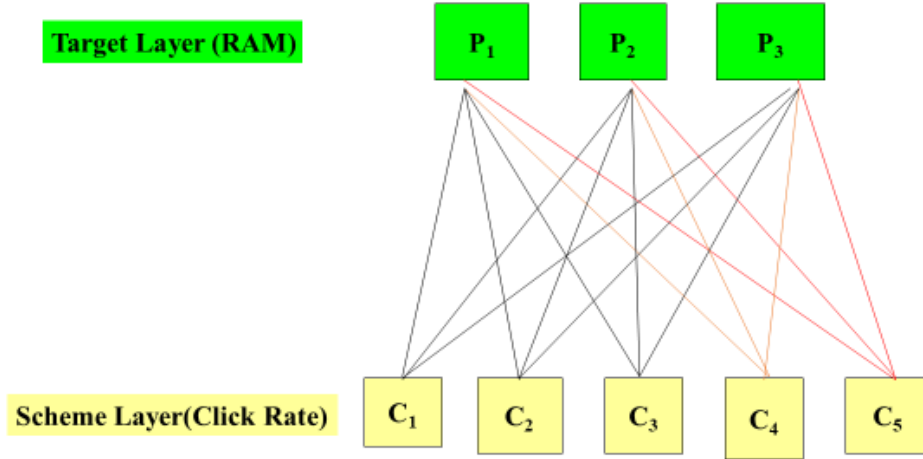 Target Layer (RAM)
P₁ P₂ P₃
Scheme Layer(Click Rate)
C₁ C₂ C₃ C₄ C₅